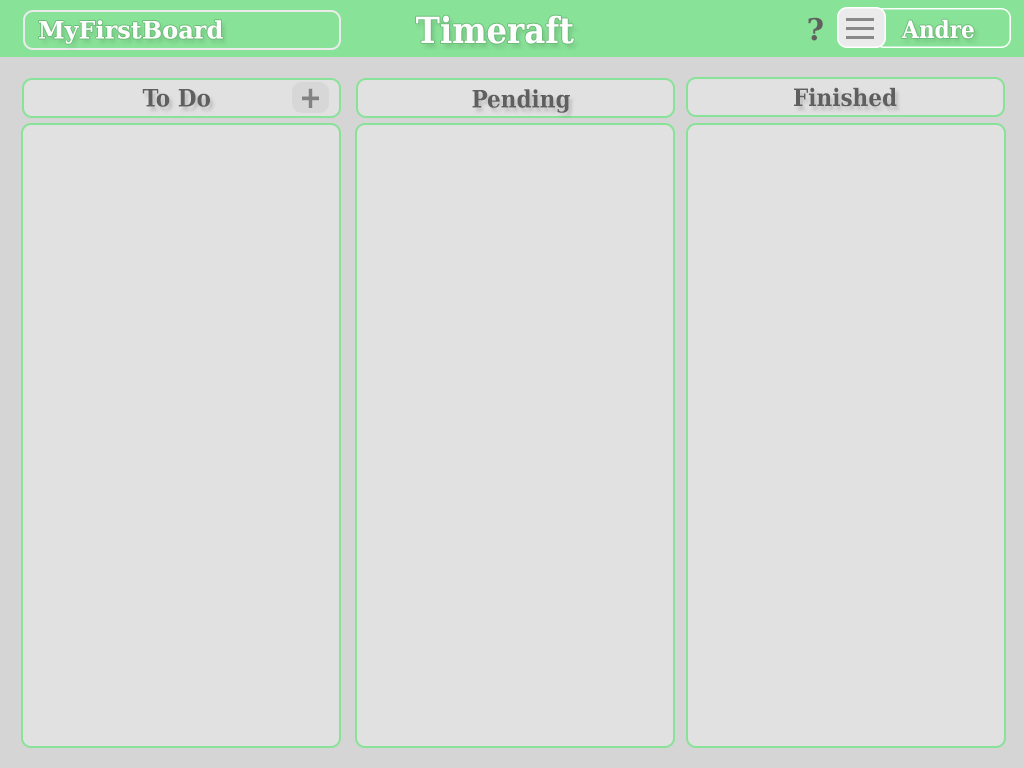 MyFirstBoard
Timeraft
?
Andre
To Do
+
Pending
Finished